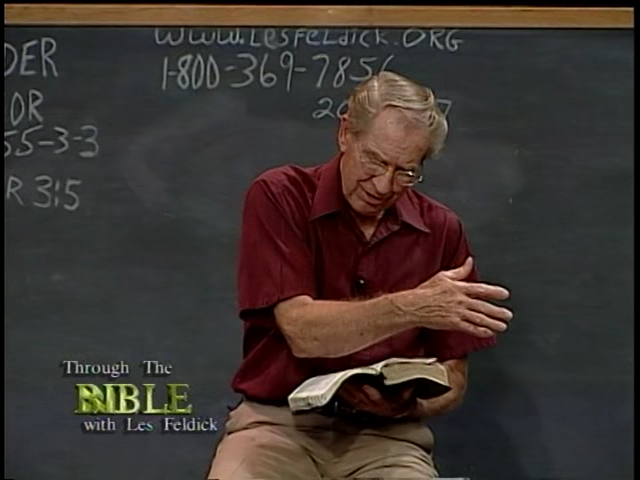 WWW.LESFELDICK.ORG
1-800-369-7856
DER
OR
55-3-3
R 3:5
Through The
BIBLE
with Les Feldick